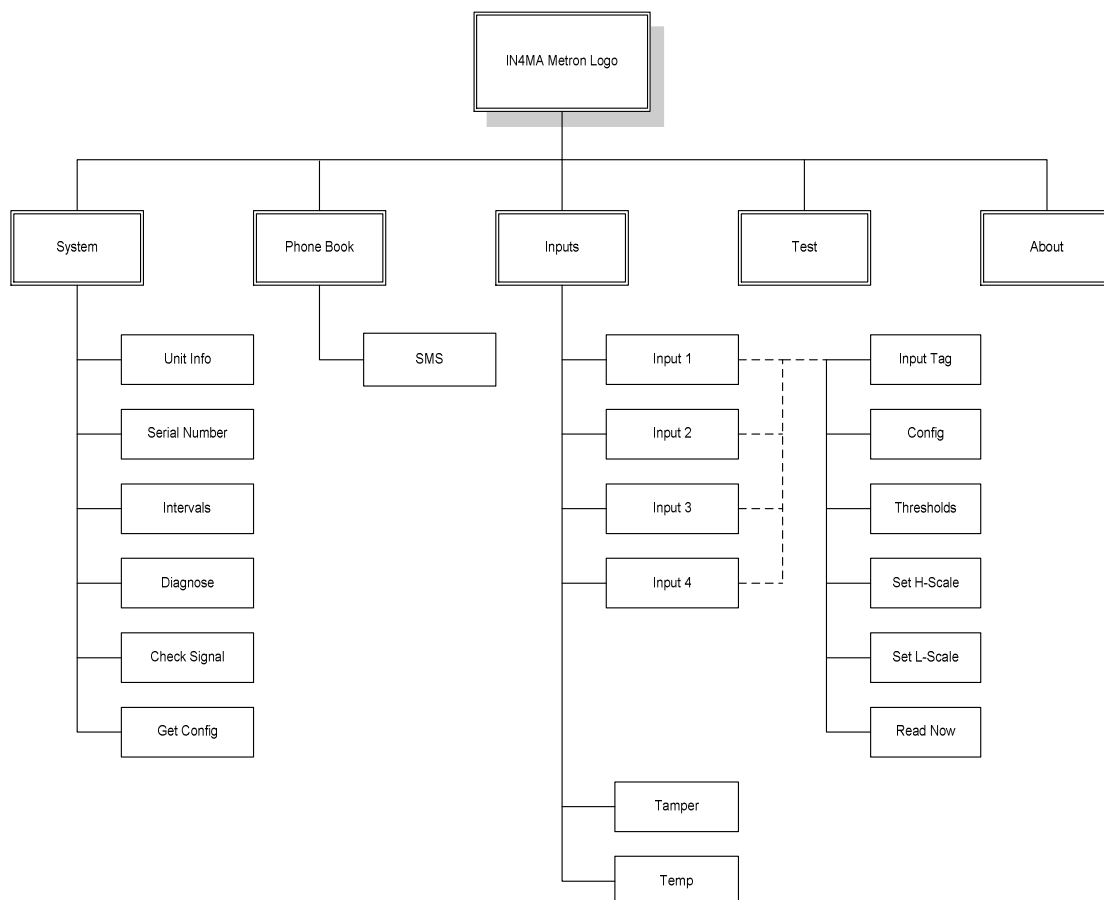 IN4MA Metron Logo
System
Phone Book
Inputs
Test
About
Unit Info
SMS
Input 1
Input Tag
Serial Number
Input 2
Config
Intervals
Input 3
Thresholds
Diagnose
Input 4
Set H-Scale
Check Signal
Set L-Scale
Get Config
Read Now
Tamper
Temp